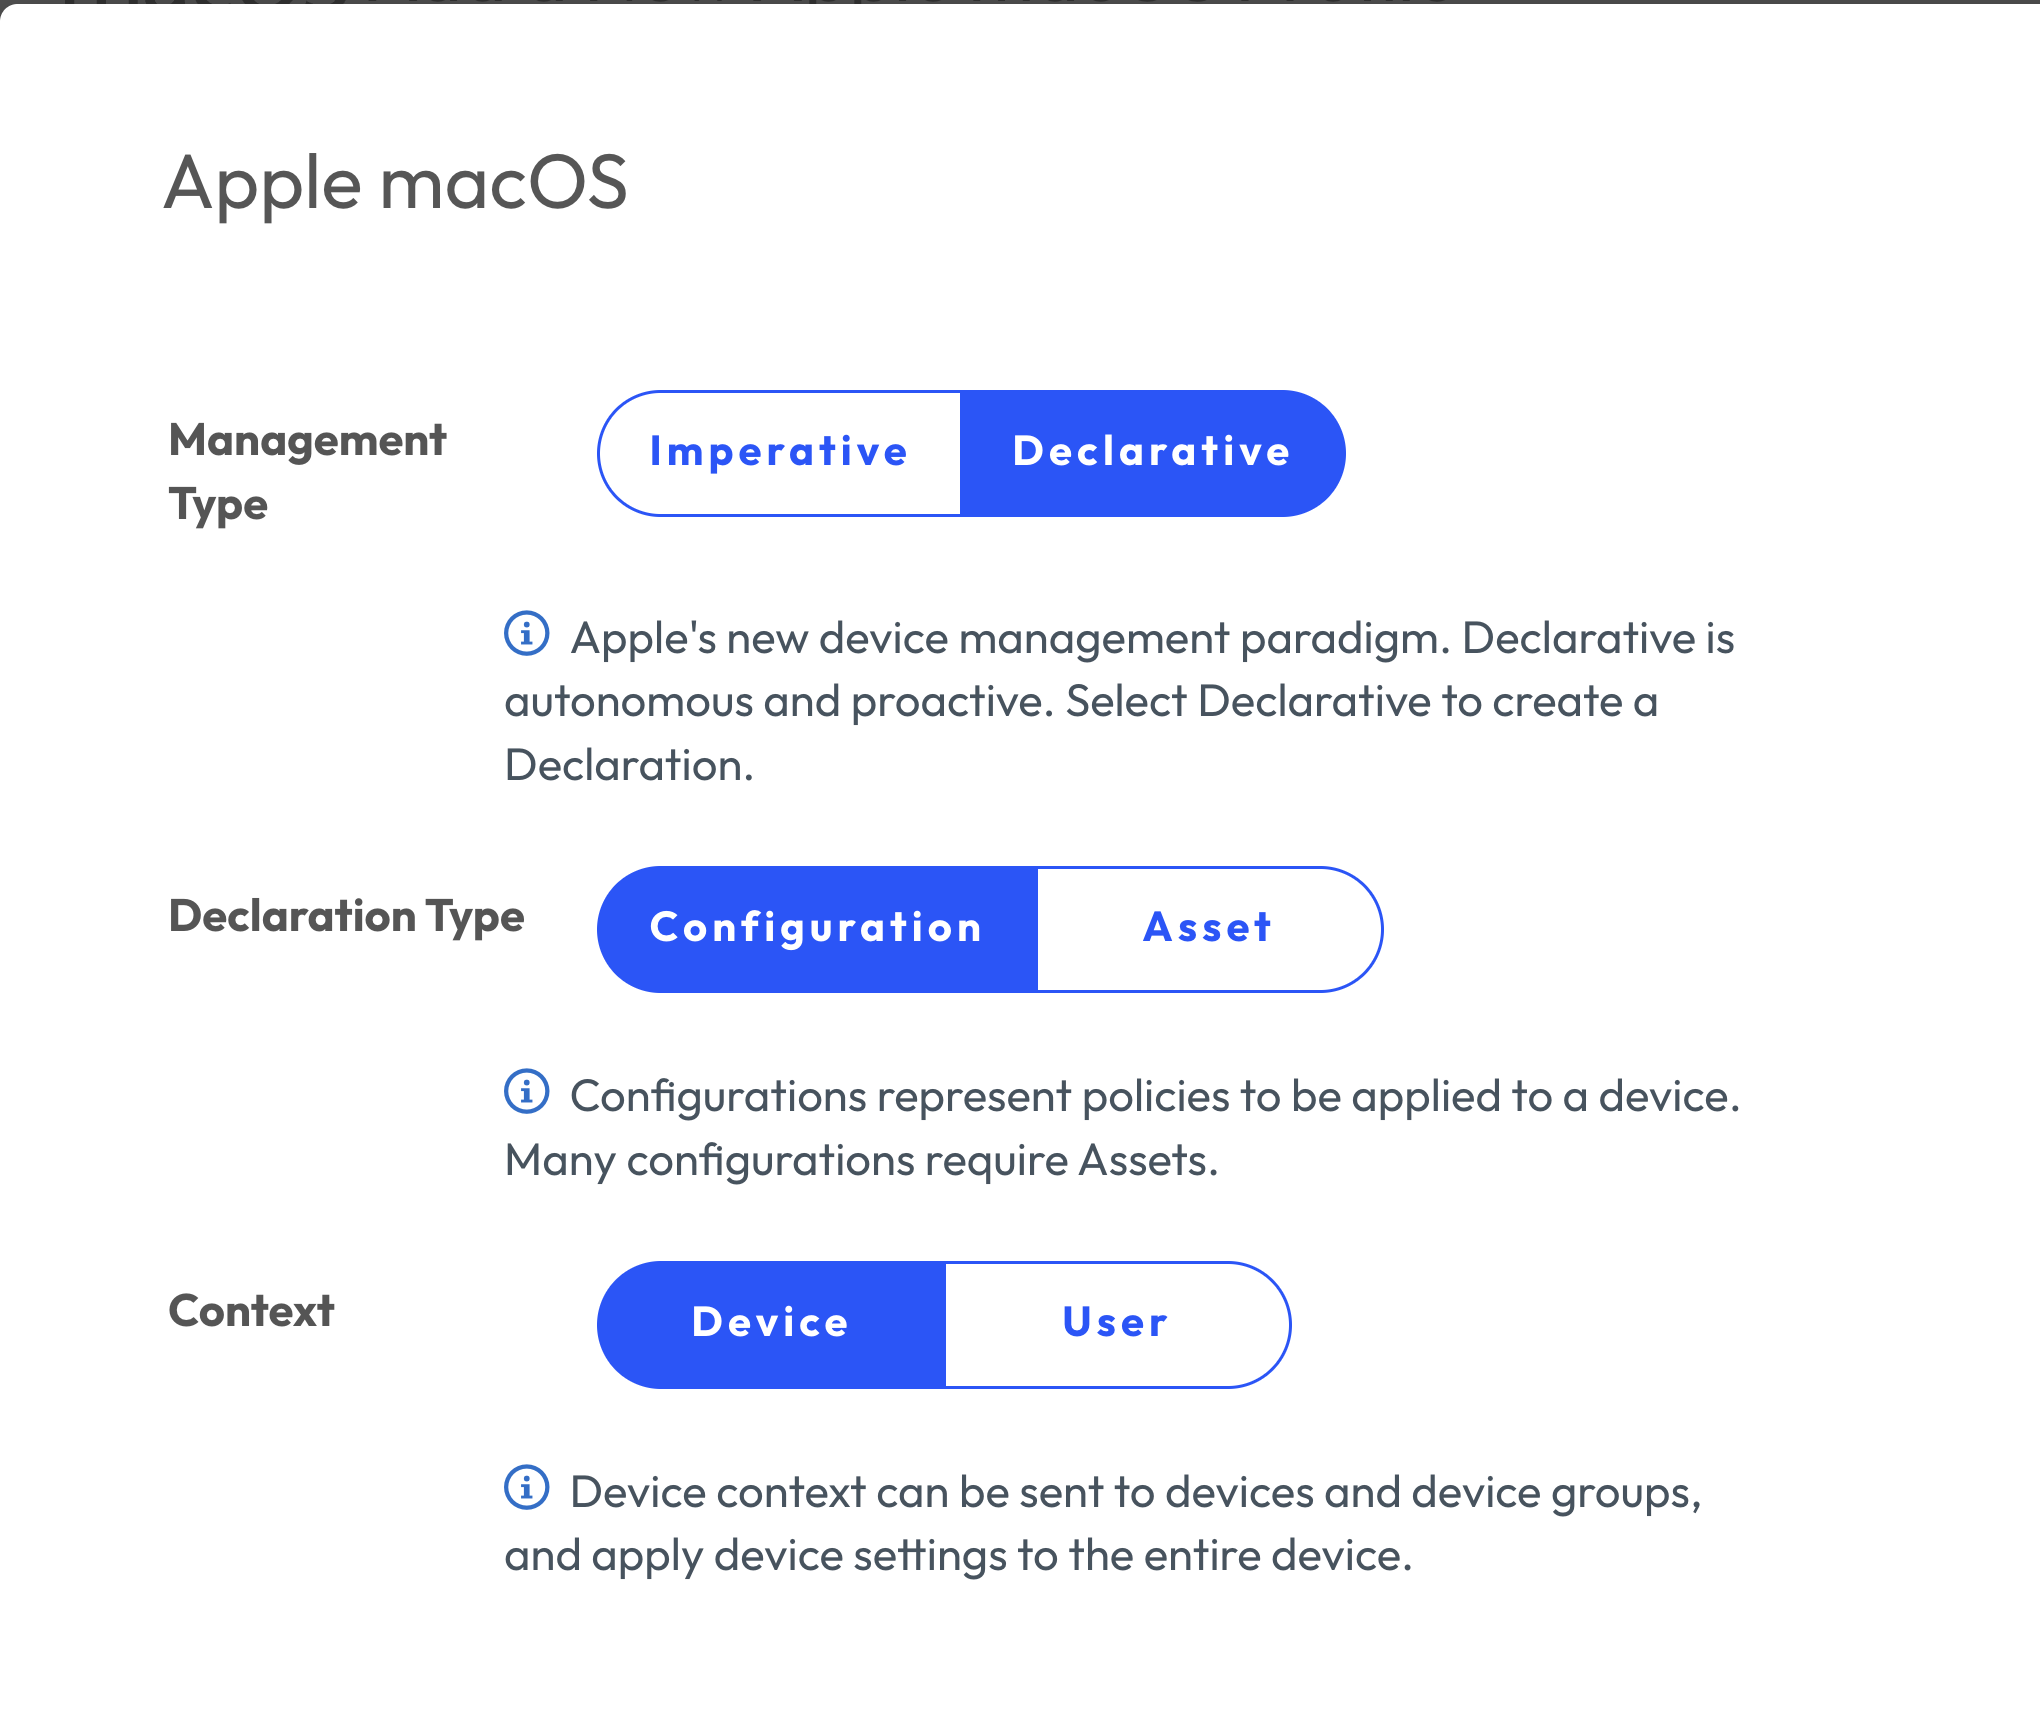 Apple macOS
Management
Type
Imperative
Declarative
Apple's new device management paradigm. Declarative is
autonomous and proactive. Select Declarative to create a
Declaration.
Declaration Type
Configuration
Asset
Configurations represent policies to be applied to a device.
Many configurations require Assets.
Context
Device
User
Device context can be sent to devices and device groups,
and apply device settings to the entire device.